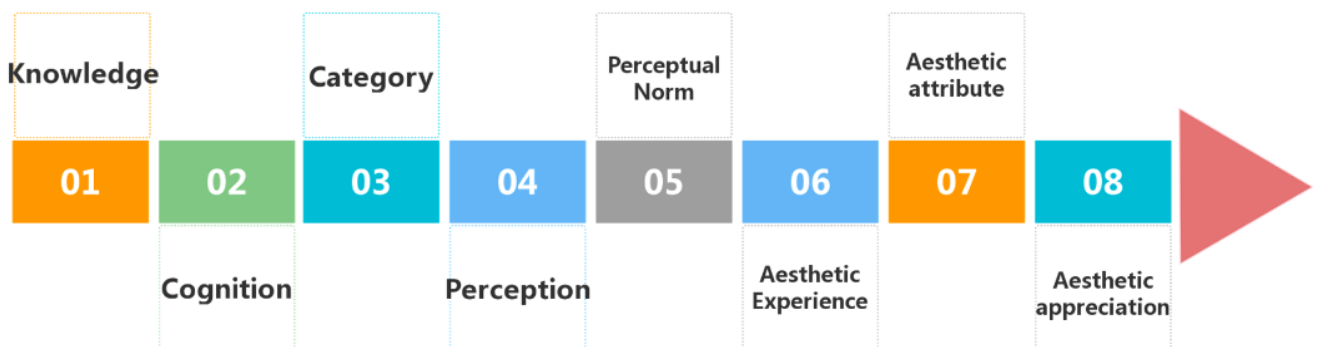 Knowledge
Category
Perceptual
Norm
Aesthetic
attribute
01
02
03
04
05
06
07
08
Cognition
Perception
Aesthetic
Experience
Aesthetic
appreciation